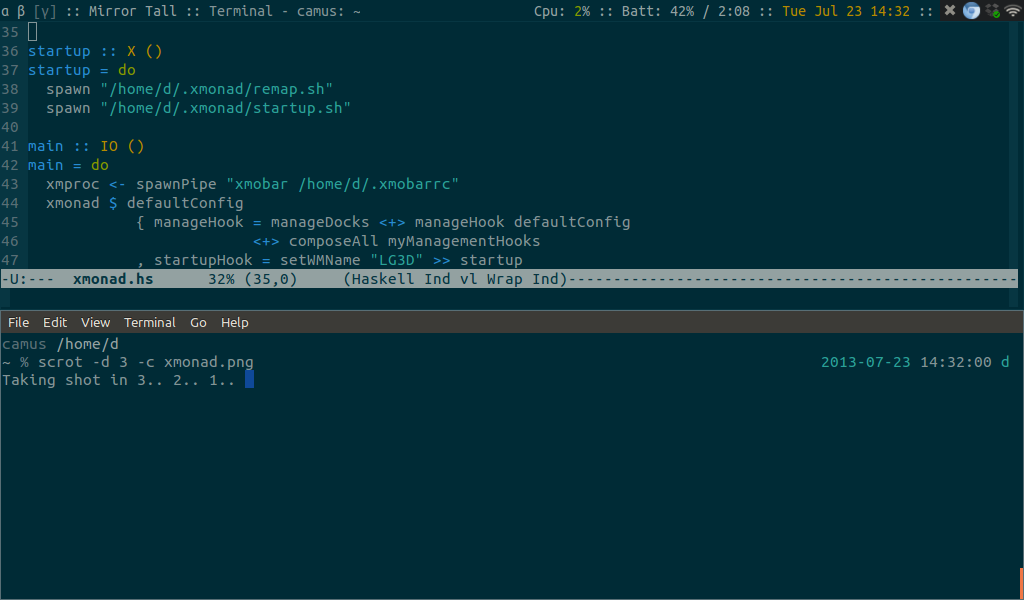 α β [γ] :: Mirror Tall :: Terminal - camus: ~ Cpu: 2% :: Batt: 42% / 2:08 :: Tue Jul 23 14:32 ::
35
36 startup :: X ()
37 startup = do
38   spawn "/home/d/.xmonad/remap.sh"
39   spawn "/home/d/.xmonad/startup.sh"
40
41 main :: IO ()
42 main = do
43   xmproc <- spawnPipe "xmobar /home/d/.xmobarrc"
44   xmonad $ defaultConfig
45             { manageHook = manageDocks <+> manageHook defaultConfig
46                          <+> composeAll myManagementHooks
47             , startupHook = setWMName "LG3D" >> startup
-U:---  xmonad.hs      32% (35,0)     (Haskell Ind vl Wrap Ind)--------------------------------------------------
File Edit View Terminal Go Help
camus /home/d
~ % scrot -d 3 -c xmonad.png 2013-07-23 14:32:00 d
Taking shot in 3.. 2.. 1..